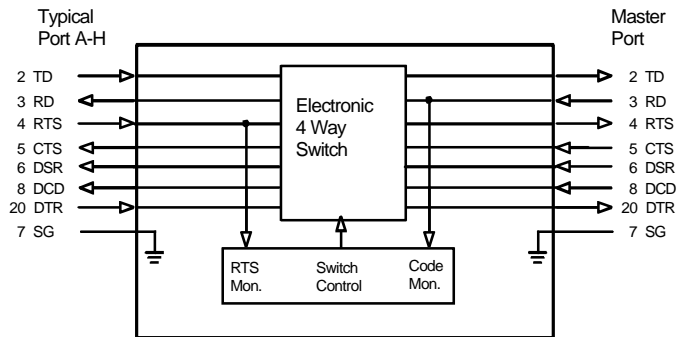 Typical
Port A-H
Master
Port
2 TD
3 RD
4 RTS
5 CTS
6 DSR
8 DCD
20 DTR
7 SG
Electronic
4 Way
Switch
2 TD
3 RD
4 RTS
5 CTS
6 DSR
8 DCD
20 DTR
7 SG
RTS
Mon.
Switch
Control
Code
Mon.